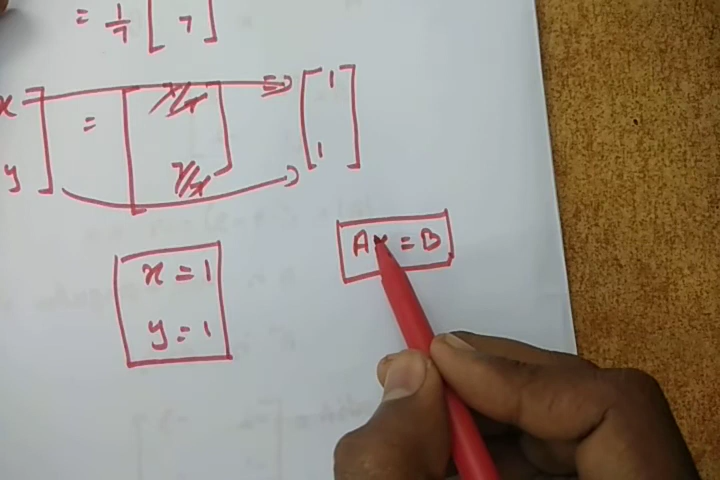 = 1/7 [ 7 ]
x
y ] = [ 7/7 7/7 ] → [ 1 1 ]
AX = B
x = 1
y = 1